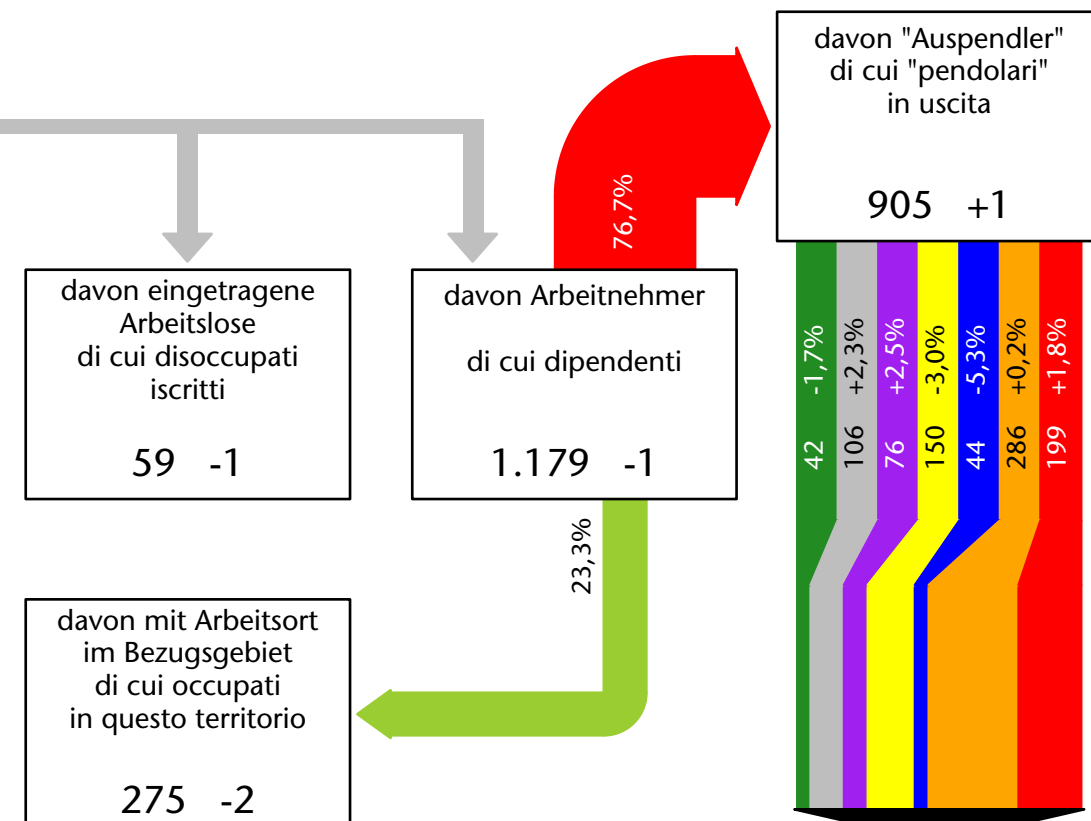 davon "Auspendler"
di cui "pendolari"
in uscita
905 +1
76,7%
davon eingetragene
Arbeitslose
di cui disoccupati
iscritti
59 -1
davon Arbeitnehmer
di cui dipendenti
1.179 -1
42 -1,7%
106 +2,3%
76 +2,5%
150 -3,0%
44 -5,3%
286 +0,2%
199 +1,8%
23,3%
davon mit Arbeitsort
im Bezugsgebiet
di cui occupati
in questo territorio
275 -2